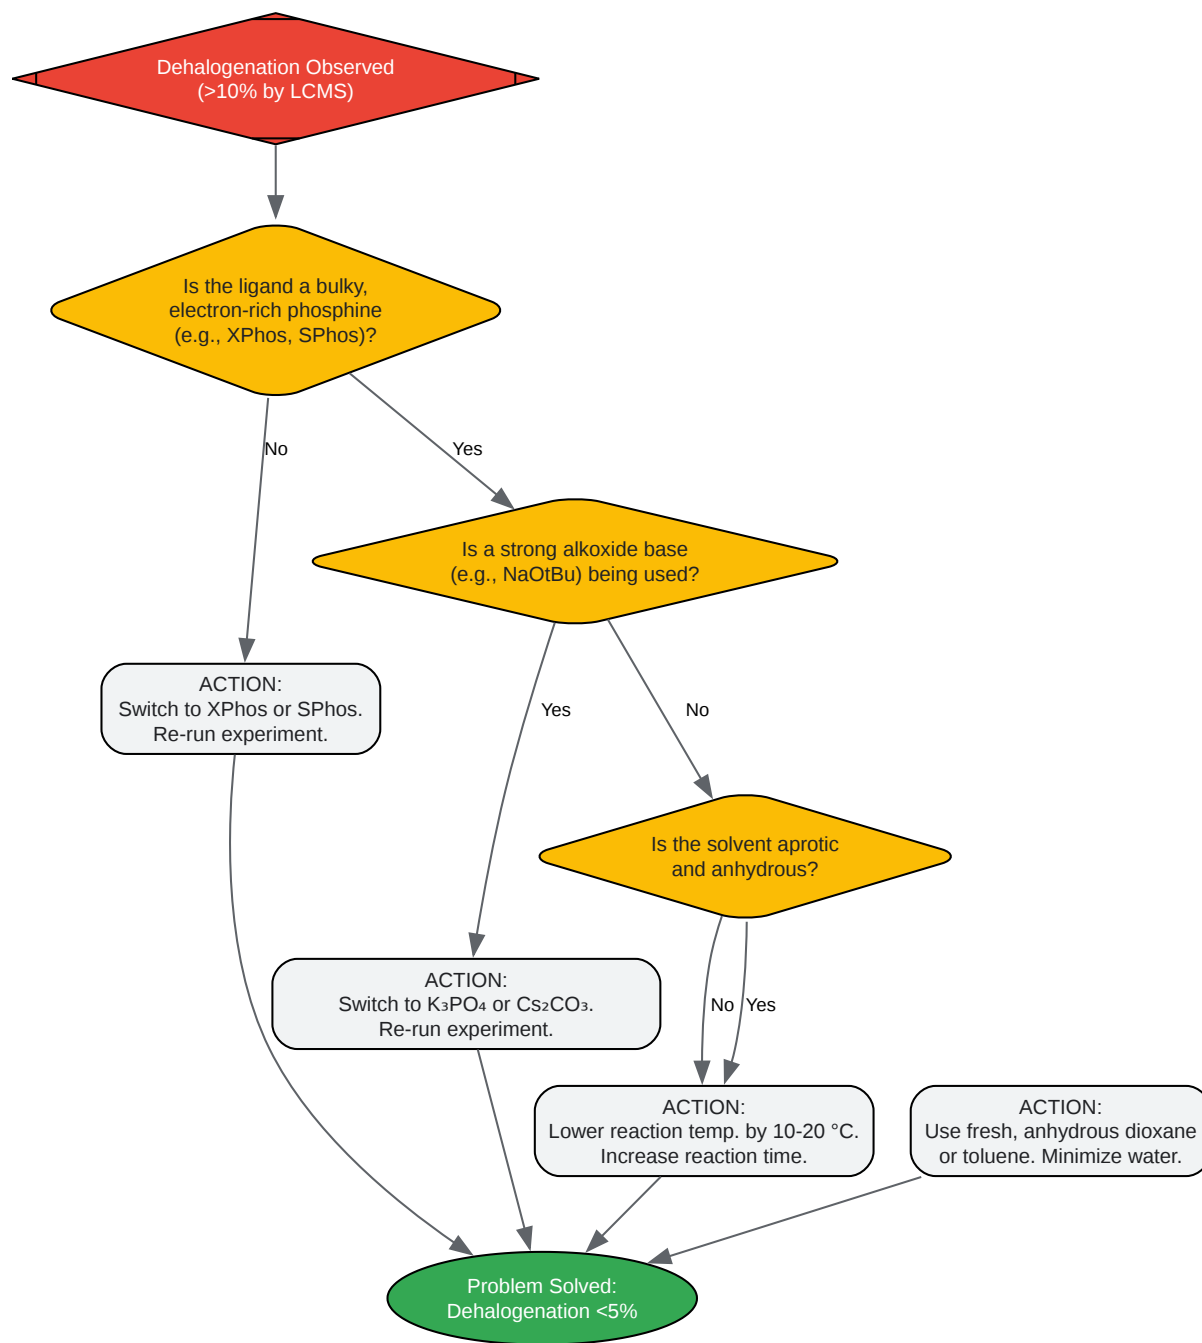 Dehalogenation Observed
(>10% by LCMS)
Is the ligand a bulky,
electron-rich phosphine
(e.g., XPhos, SPhos)?
No
Yes
Is a strong alkoxide base
(e.g., NaOtBu) being used?
ACTION:
Switch to XPhos or SPhos.
Re-run experiment.
Yes
No
Is the solvent aprotic
and anhydrous?
ACTION:
Switch to K₃PO₄ or Cs₂CO₃.
Re-run experiment.
No
Yes
ACTION:
Lower reaction temp. by 10-20 °C.
Increase reaction time.
ACTION:
Use fresh, anhydrous dioxane
or toluene. Minimize water.
Problem Solved:
Dehalogenation <5%